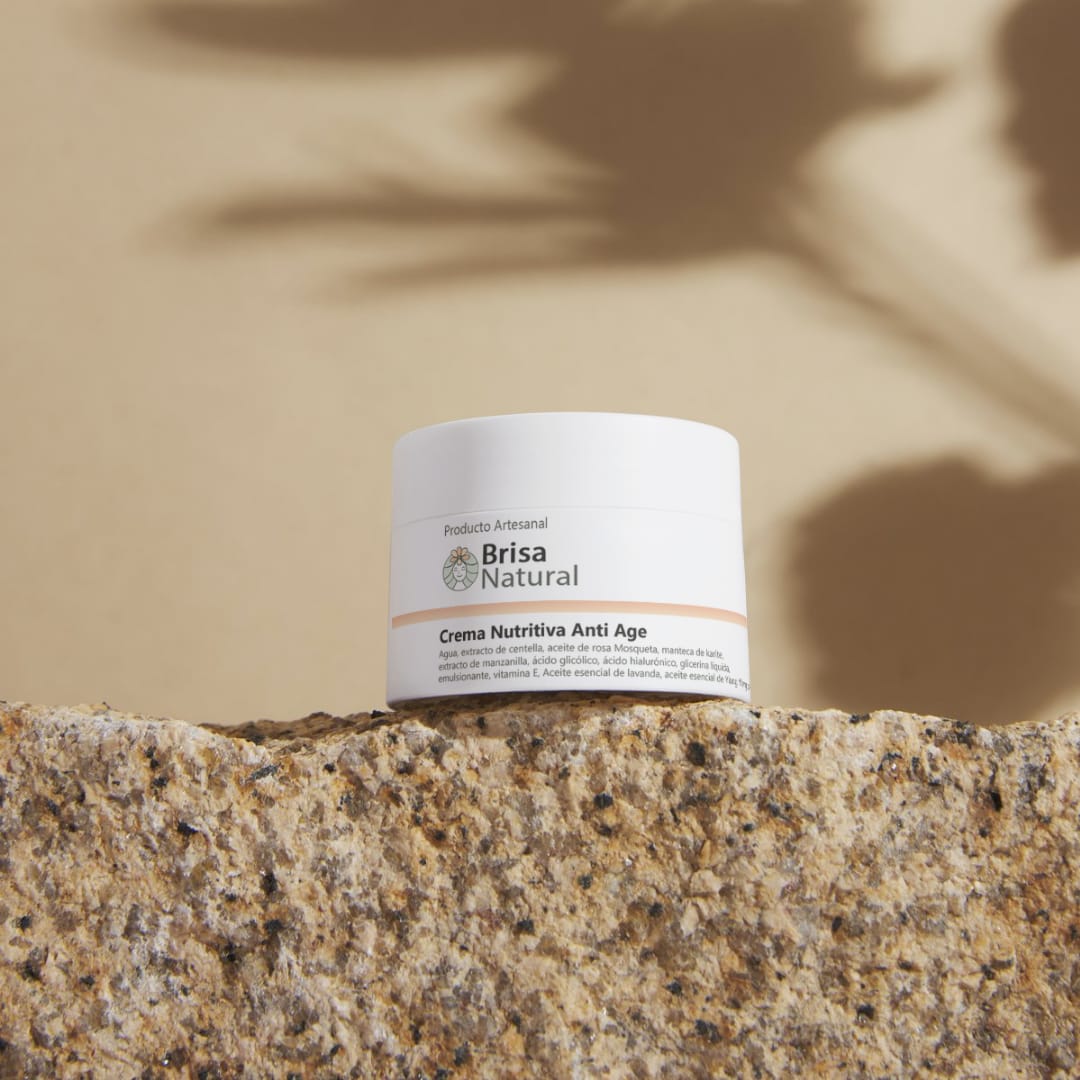 Producto Artesanal
Brisa
Natural
Crema Nutritiva Anti Age
Agua, extracto de centella, aceite de rosa Mosqueta, manteca de karite,
extracto de manzanilla, ácido glicólico, ácido hialurónico, glicerina liquida,
emulsionante, vitamina E, Aceite esencial de lavanda, aceite esencial de Ylang